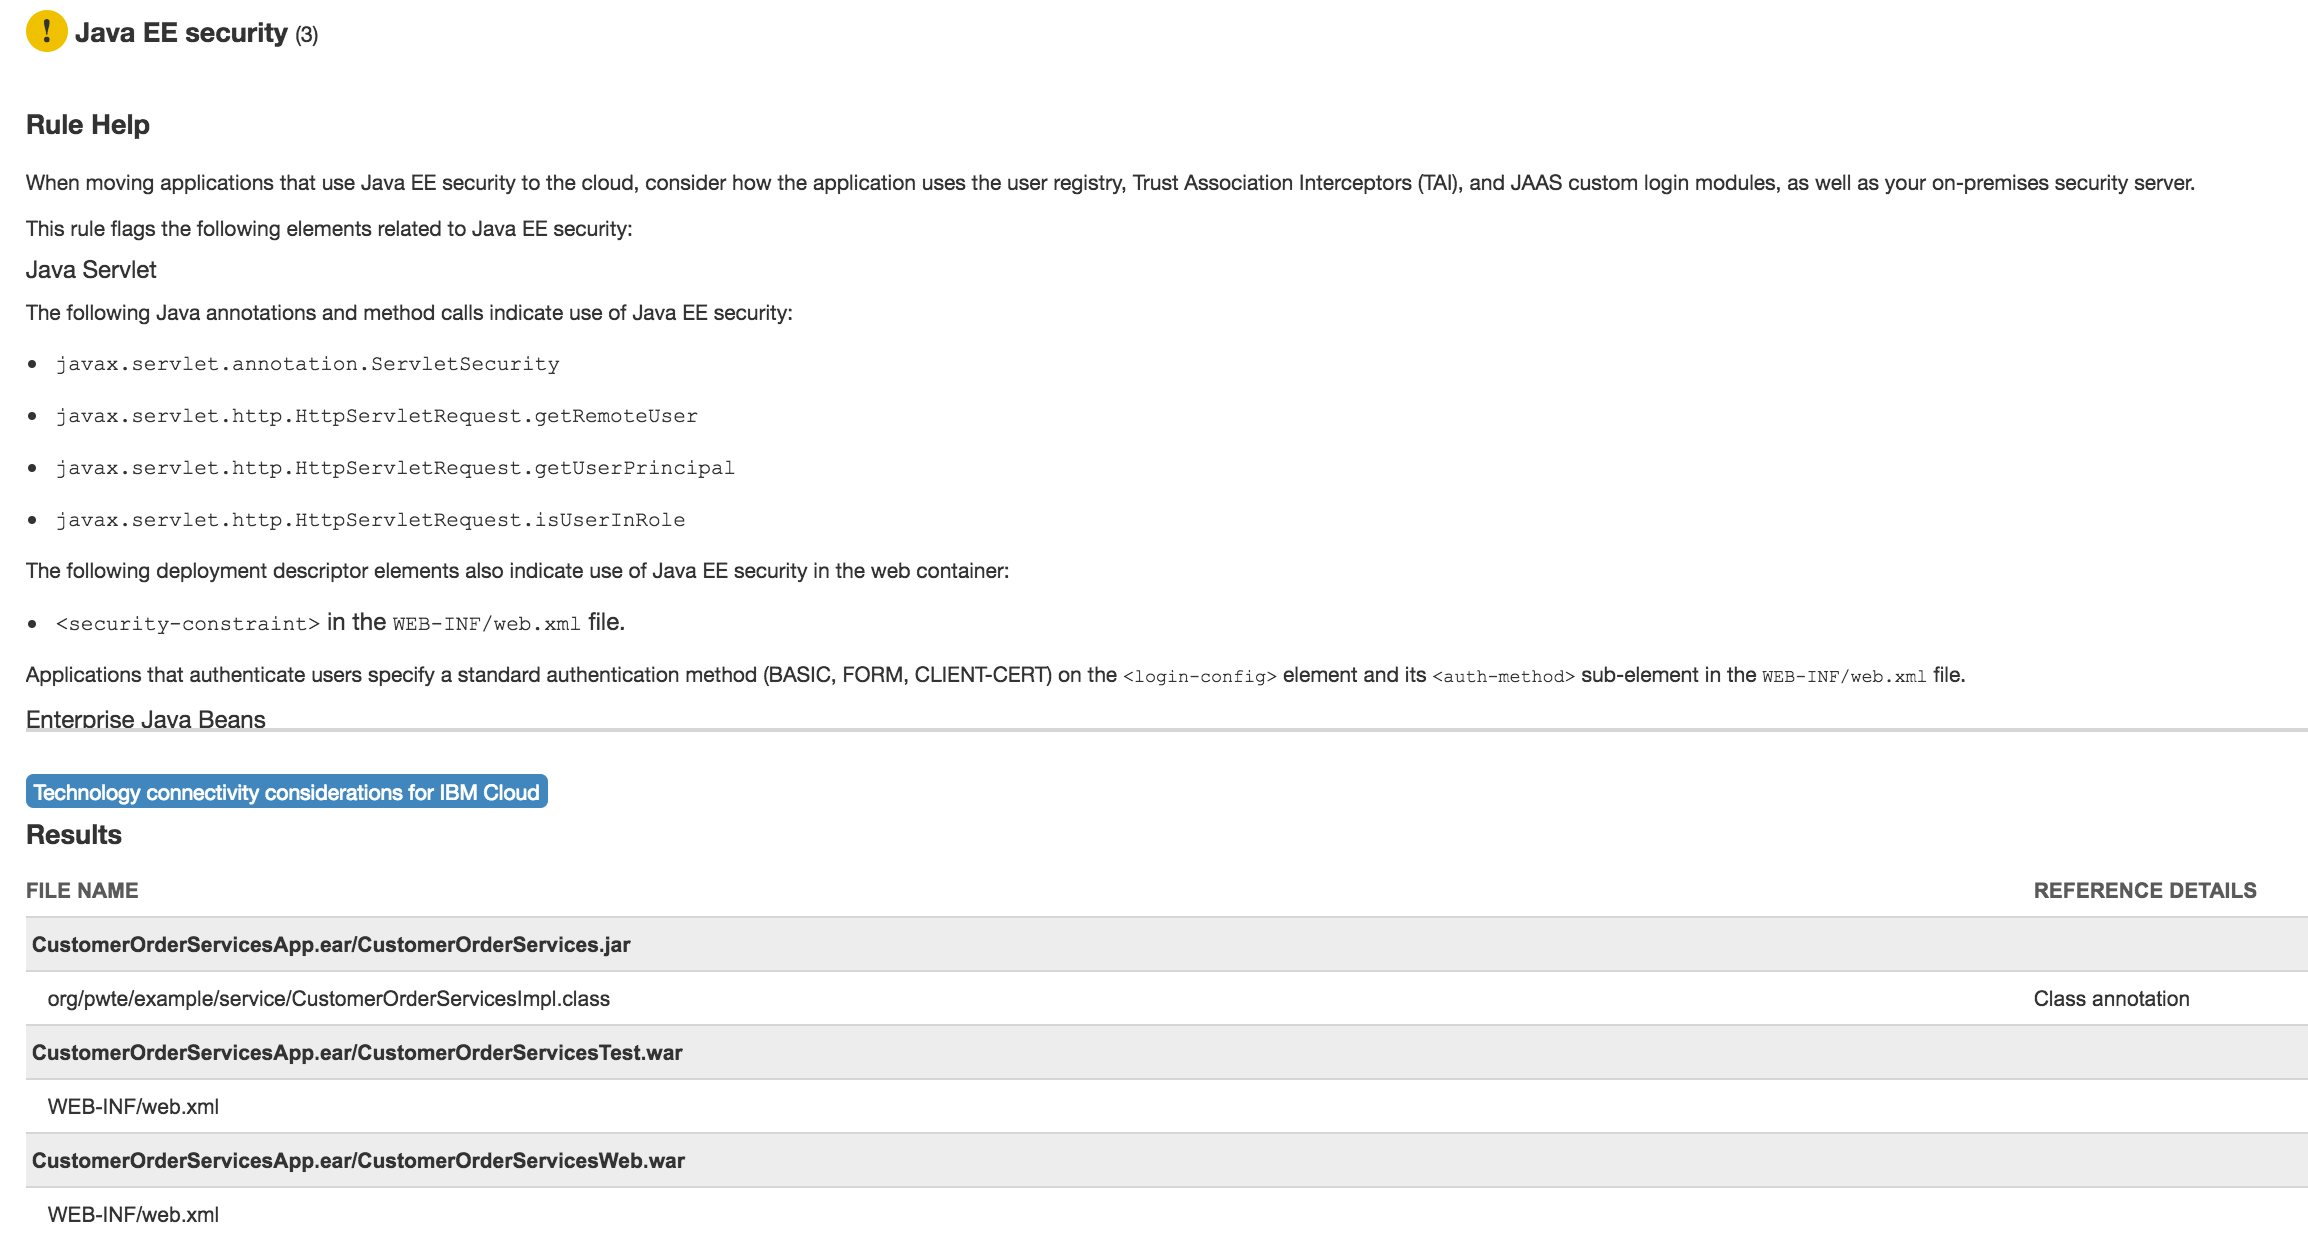 ! Java EE security (3)
Rule Help
When moving applications that use Java EE security to the cloud, consider how the application uses the user registry, Trust Association Interceptors (TAI), and JAAS custom login modules, as well as your on-premises security server.
This rule flags the following elements related to Java EE security:
Java Servlet
The following Java annotations and method calls indicate use of Java EE security:
• javax.servlet.annotation.ServletSecurity
• javax.servlet.http.HttpServletRequest.getRemoteUser
• javax.servlet.http.HttpServletRequest.getUserPrincipal
• javax.servlet.http.HttpServletRequest.isUserInRole
The following deployment descriptor elements also indicate use of Java EE security in the web container:
• <security-constraint> in the WEB-INF/web.xml file.
Applications that authenticate users specify a standard authentication method (BASIC, FORM, CLIENT-CERT) on the <login-config> element and its <auth-method> sub-element in the WEB-INF/web.xml file.
Enterprise Java Beans
Technology connectivity considerations for IBM Cloud
Results
FILE NAME REFERENCE DETAILS
CustomerOrderServicesApp.ear/CustomerOrderServices.jar
org/pwte/example/service/CustomerOrderServicesImpl.class Class annotation
CustomerOrderServicesApp.ear/CustomerOrderServicesTest.war
WEB-INF/web.xml
CustomerOrderServicesApp.ear/CustomerOrderServicesWeb.war
WEB-INF/web.xml